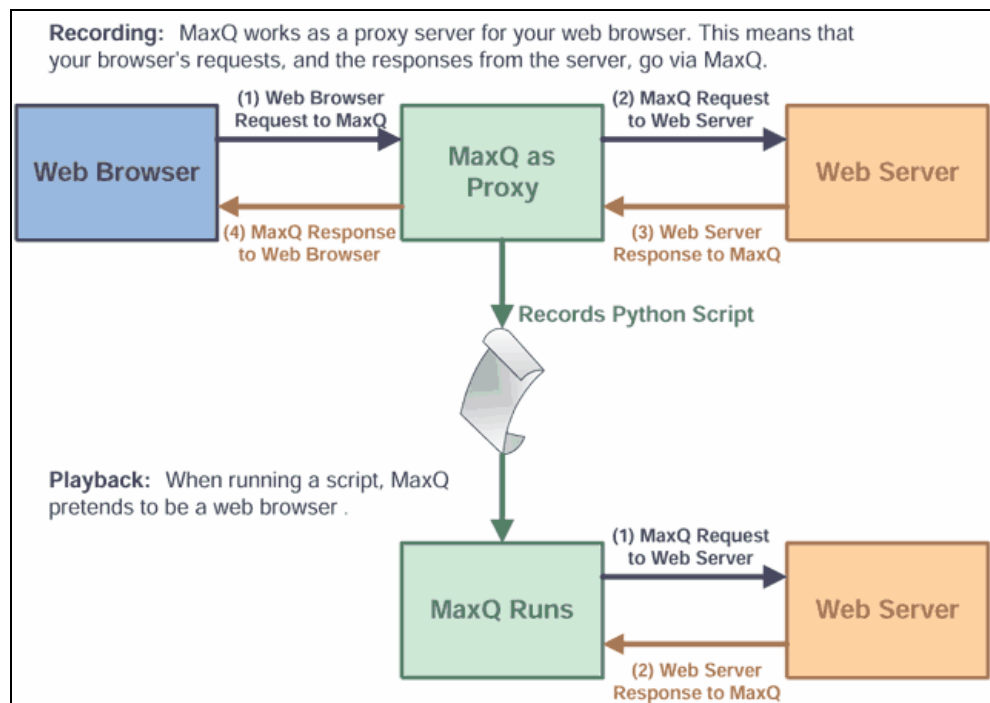 Recording: MaxQ works as a proxy server for your web browser. This means that
your browser's requests, and the responses from the server, go via MaxQ.
(1) Web Browser
Request to MaxQ
(2) MaxQ Request
to Web Server
Web Browser
MaxQ as
Proxy
Web Server
(4) MaxQ Response
to Web Browser
(3) Web Server
Response to MaxQ
Records Python Script
Playback: When running a script, MaxQ
pretends to be a web browser .
(1) MaxQ Request
to Web Server
MaxQ Runs
Web Server
(2) Web Server
Response to MaxQ